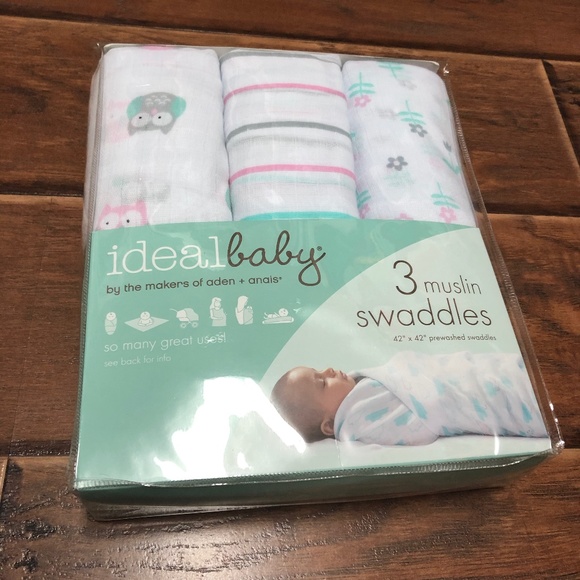 idealbaby®
by the makers of aden + anais®
so many great uses!
see back for info
3 muslin
swaddles
42" x 42" prewashed swaddles